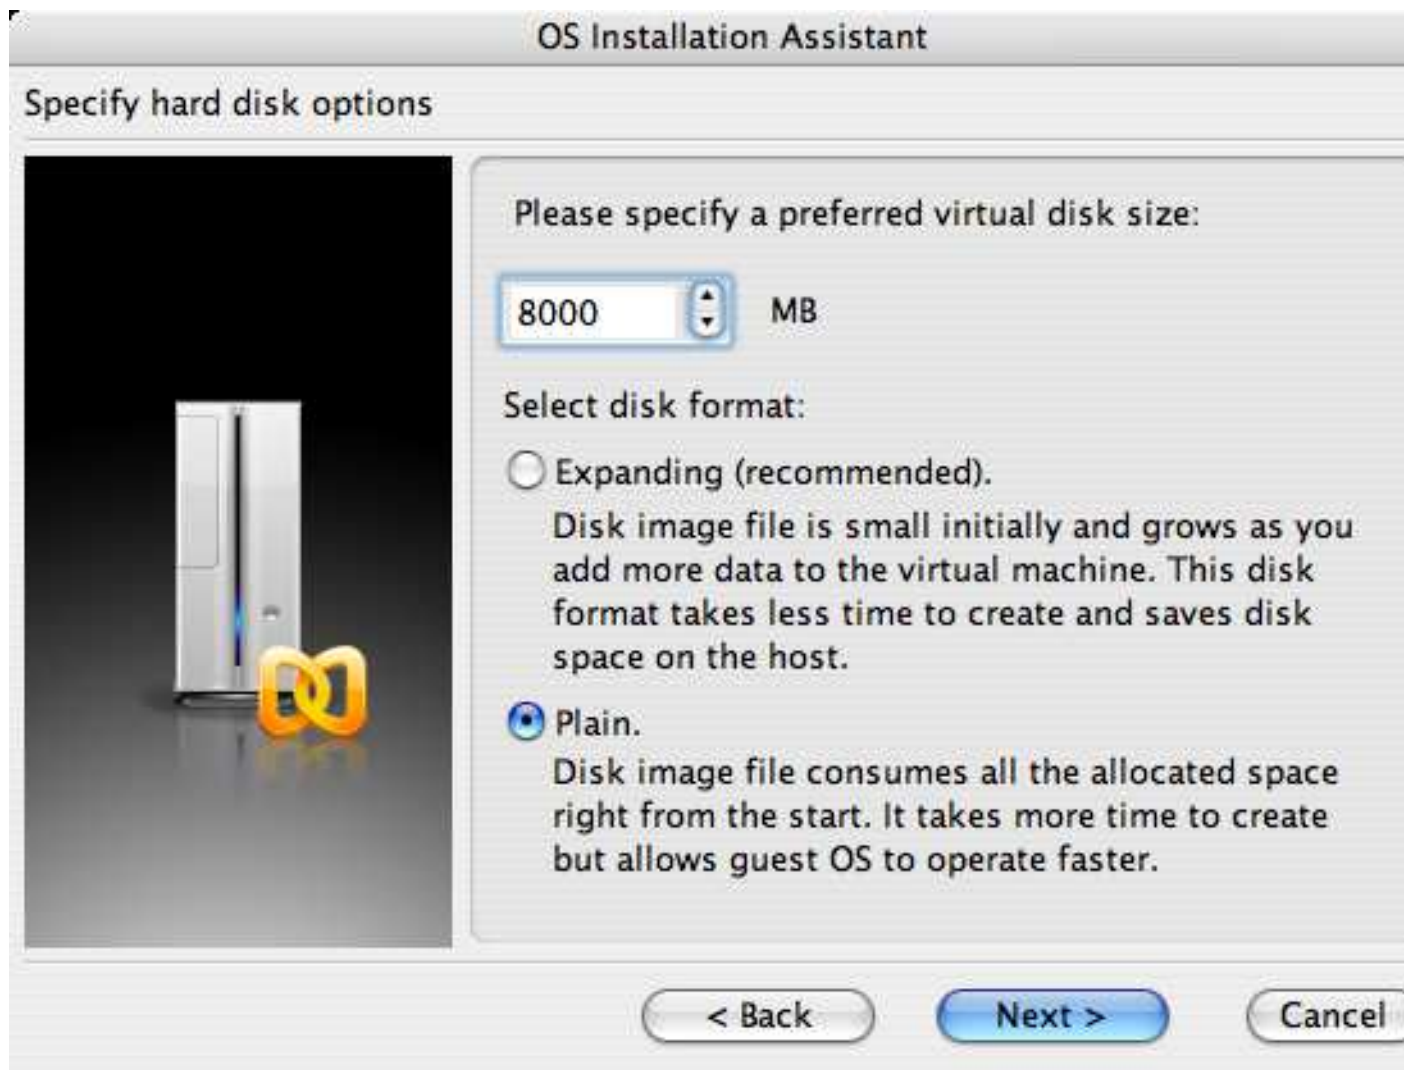 OS Installation Assistant
Specify hard disk options
Please specify a preferred virtual disk size:
8000 MB
Select disk format:
Expanding (recommended).
Disk image file is small initially and grows as you
add more data to the virtual machine. This disk
format takes less time to create and saves disk
space on the host.
Plain.
Disk image file consumes all the allocated space
right from the start. It takes more time to create
but allows guest OS to operate faster.
< Back Next > Cancel